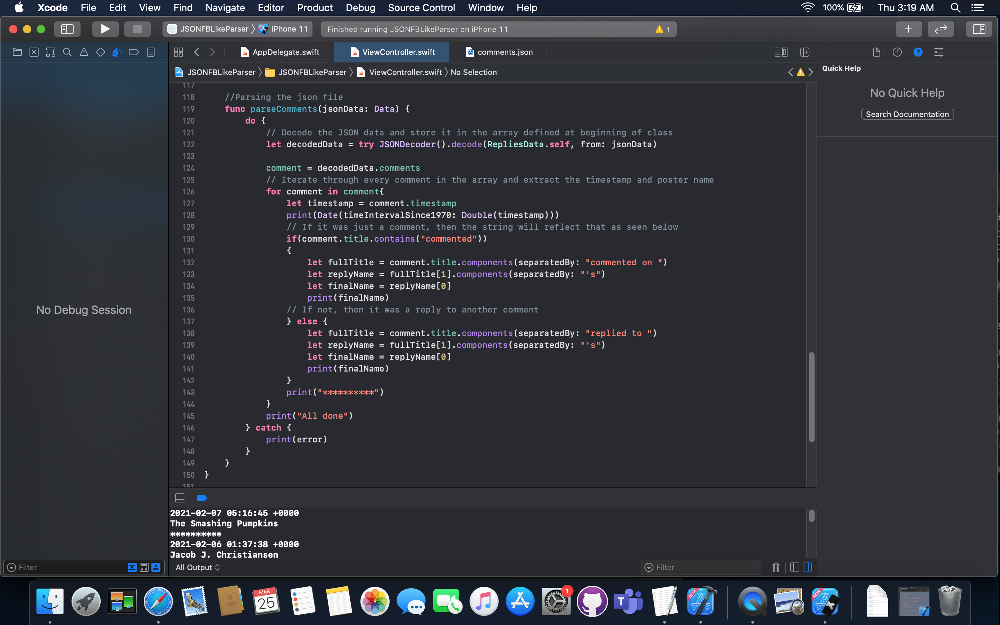 Xcode File Edit View Find Navigate Editor Product Debug Source Control Window Help 100% Thu 3:19 AM
JSONFBLikeParser iPhone 11 Finished running JSONFBLikeParser on iPhone 11 1
AppDelegate.swift ViewController.swift comments.json
JSONFBLikeParser JSONFBLikeParser ViewController.swift No Selection
Quick Help
No Quick Help
Search Documentation
No Debug Session
117
118 //Parsing the json file
119 func parseComments(jsonData: Data) {
120 do {
121 // Decode the JSON data and store it in the array defined at beginning of class
122 let decodedData = try JSONDecoder().decode(RepliesData.self, from: jsonData)
123
124 comment = decodedData.comments
125 // Iterate through every comment in the array and extract the timestamp and poster name
126 for comment in comment{
127 let timestamp = comment.timestamp
128 print(Date(timeIntervalSince1970: Double(timestamp)))
129 // If it was just a comment, then the string will reflect that as seen below
130 if(comment.title.contains("commented"))
131 {
132 let fullTitle = comment.title.components(separatedBy: "commented on ")
133 let replyName = fullTitle[1].components(separatedBy: "'s")
134 let finalName = replyName[0]
135 print(finalName)
136 // If not, then it was a reply to another comment
137 } else {
138 let fullTitle = comment.title.components(separatedBy: "replied to ")
139 let replyName = fullTitle[1].components(separatedBy: "'s")
140 let finalName = replyName[0]
141 print(finalName)
142 }
143 print("**********")
144 }
145 print("All done")
146 } catch {
147 print(error)
148 }
149 }
150 }
151
2021-02-07 05:16:45 +0000
The Smashing Pumpkins
**********
2021-02-06 01:37:38 +0000
Jacob J. Christiansen
Filter All Output Filter
MAR
25
1
T
BETA
BETA